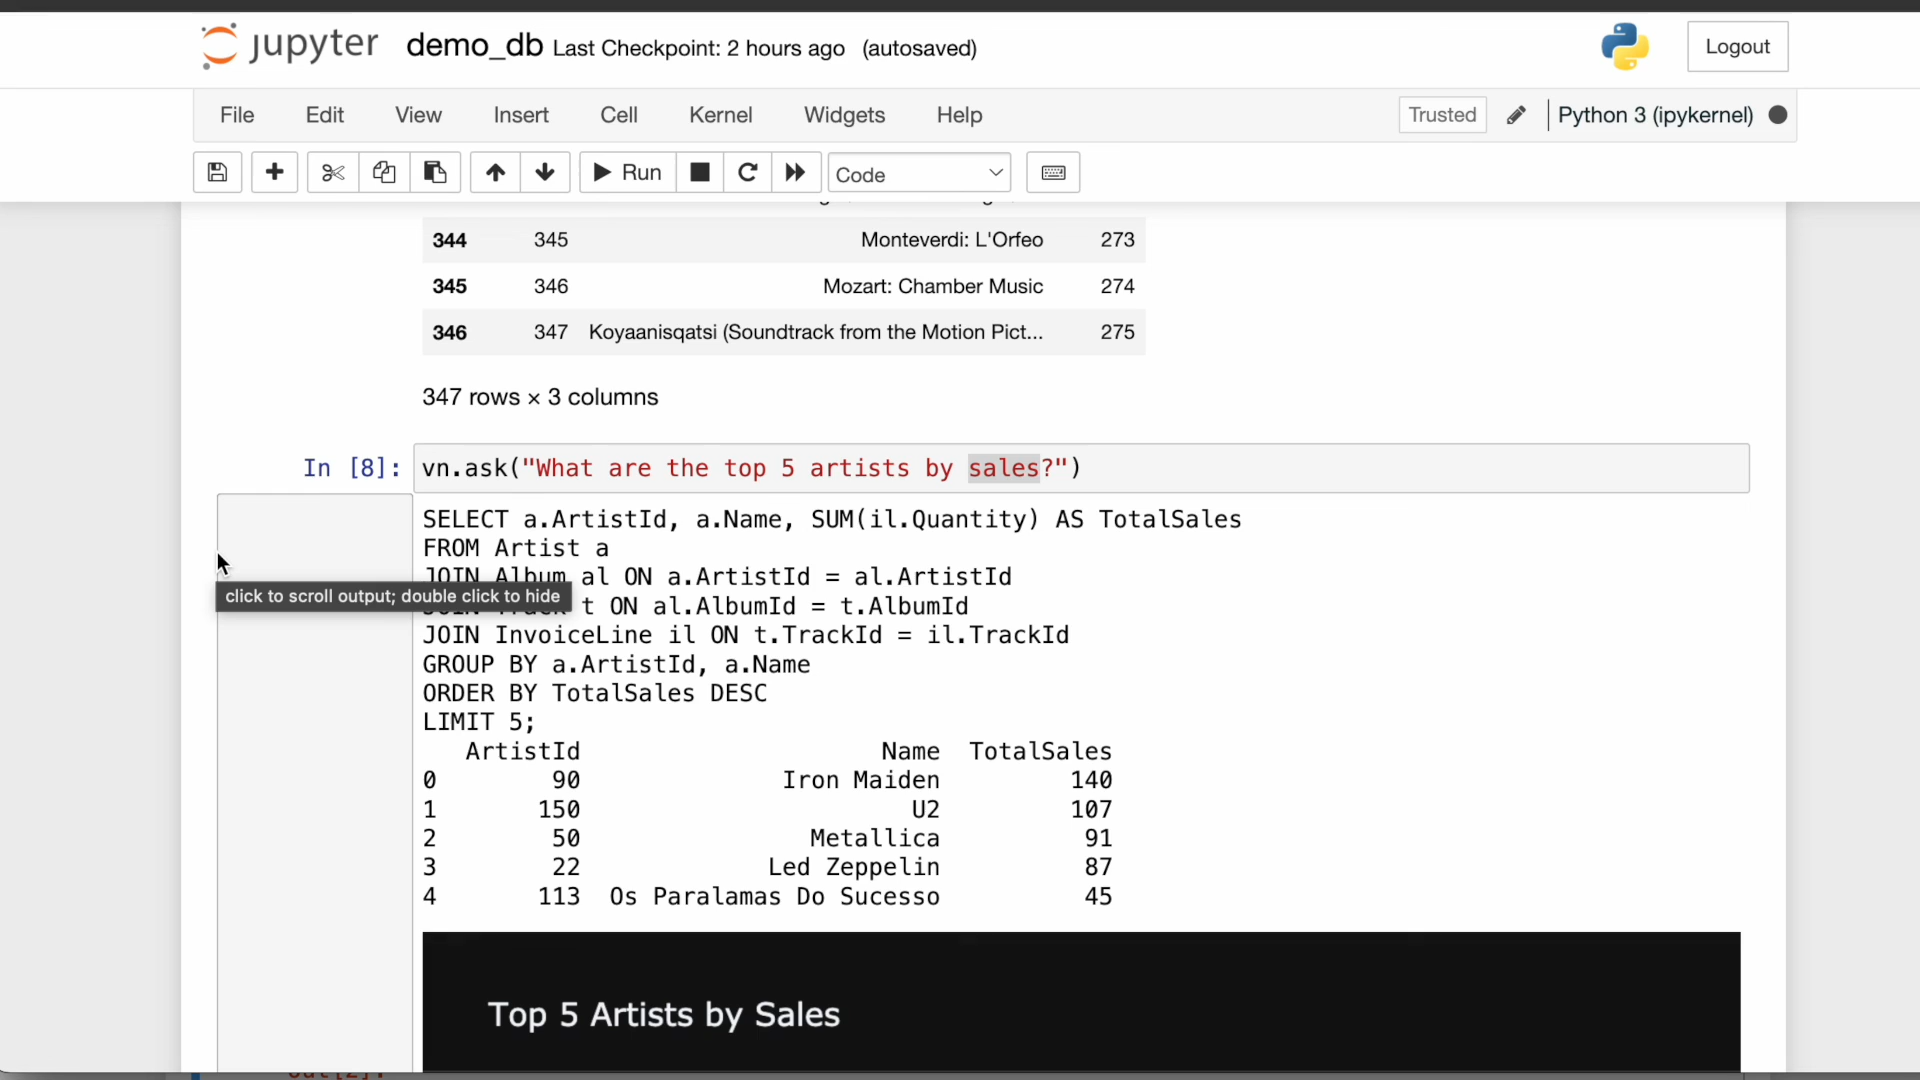 jupyter demo_db Last Checkpoint: 2 hours ago (autosaved) Logout
File Edit View Insert Cell Kernel Widgets Help Trusted Python 3 (ipykernel)
Run Code
344 345 Monteverdi: L'Orfeo 273
345 346 Mozart: Chamber Music 274
346 347 Koyaanisqatsi (Soundtrack from the Motion Pict... 275
347 rows × 3 columns
In [8]: vn.ask("What are the top 5 artists by sales?")
SELECT a.ArtistId, a.Name, SUM(il.Quantity) AS TotalSales
FROM Artist a
JOIN Album al ON a.ArtistId = al.ArtistId
click to scroll output; double click to hide
JOIN Track t ON al.AlbumId = t.AlbumId
JOIN InvoiceLine il ON t.TrackId = il.TrackId
GROUP BY a.ArtistId, a.Name
ORDER BY TotalSales DESC
LIMIT 5;
ArtistId Name TotalSales
0 90 Iron Maiden 140
1 150 U2 107
2 50 Metallica 91
3 22 Led Zeppelin 87
4 113 Os Paralamas Do Sucesso 45
Top 5 Artists by Sales